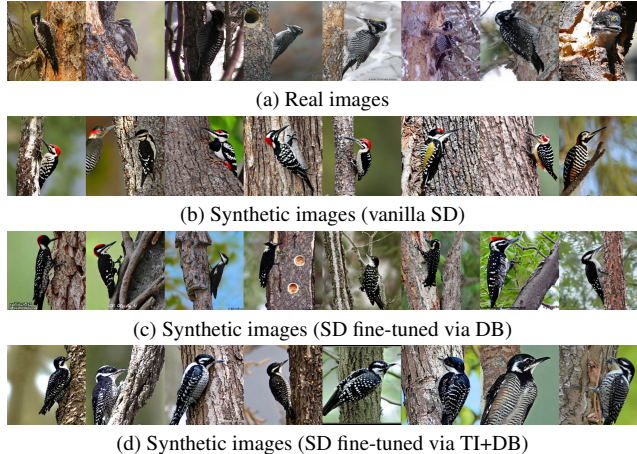 (a) Real images
(b) Synthetic images (vanilla SD)
(c) Synthetic images (SD fine-tuned via DB)
(d) Synthetic images (SD fine-tuned via TI+DB)